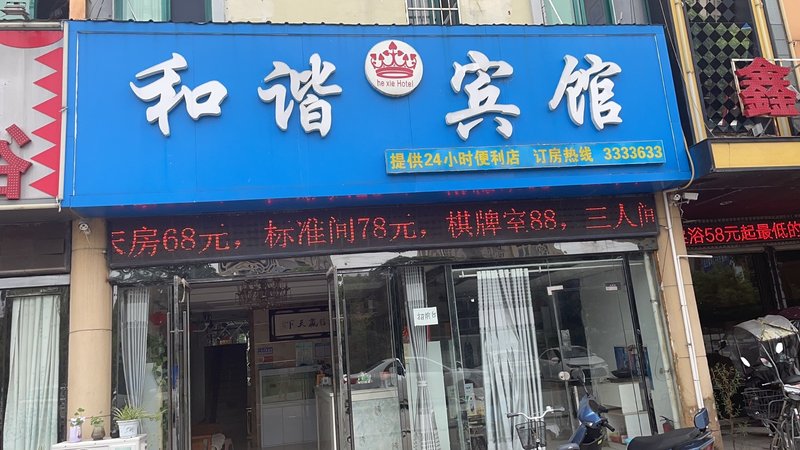 和谐宾馆
he xie Hotel
提供24小时便利店 订房热线 3333633
天房68元，标准间78元，棋牌室88，三人间
浴58元起最低的
鑫